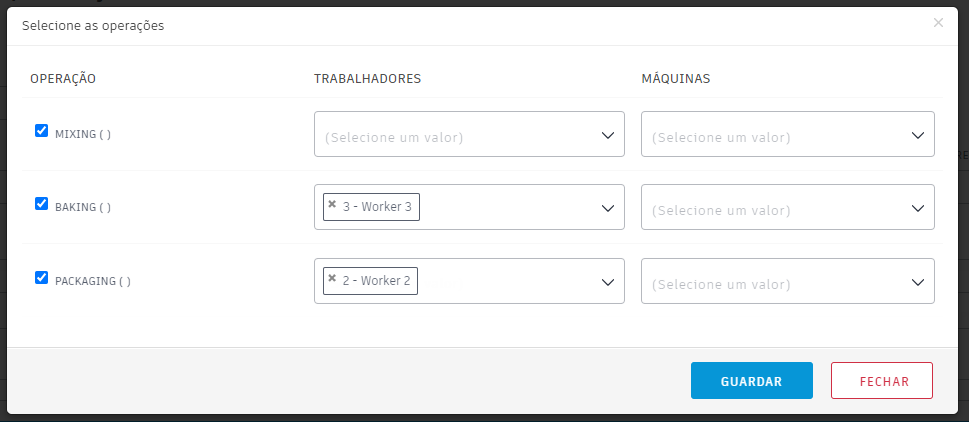 Selecione as operações ×
OPERAÇÃO TRABALHADORES MÁQUINAS
MIXING ( ) (Selecione um valor) (Selecione um valor)
BAKING ( ) × 3 - Worker 3 (Selecione um valor)
PACKAGING ( ) × 2 - Worker 2 (Selecione um valor)
GUARDAR FECHAR